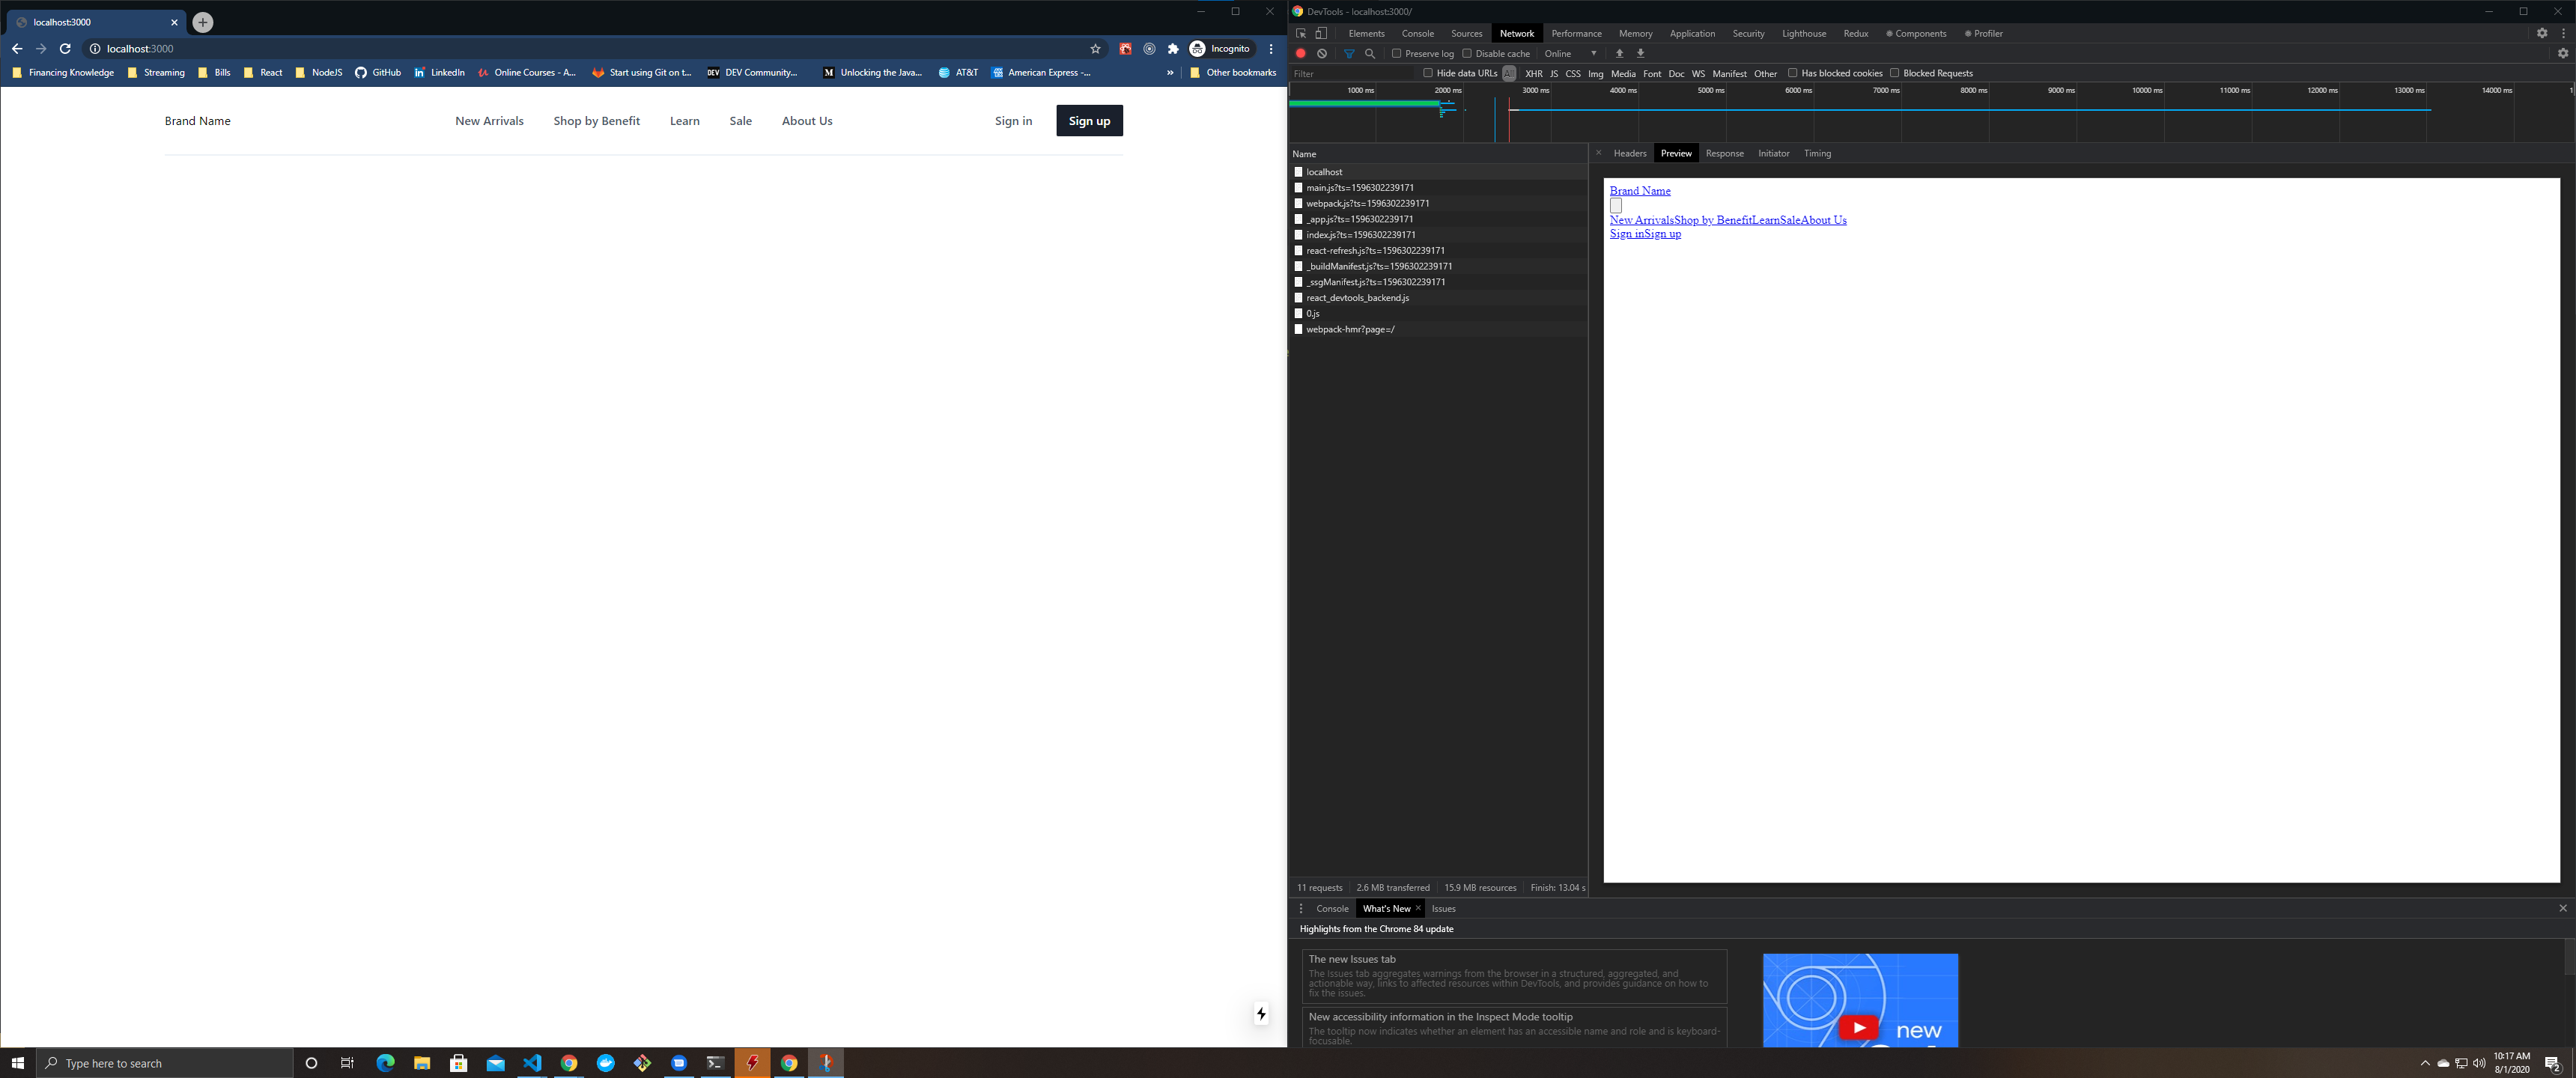 localhost:3000
localhost:3000
Incognito
Financing Knowledge Streaming Bills React NodeJS GitHub LinkedIn Online Courses - A... Start using Git on t... DEV Community... Unlocking the Java... AT&T American Express -... » Other bookmarks
Brand Name New Arrivals Shop by Benefit Learn Sale About Us Sign in Sign up
DevTools - localhost:3000/
Elements Console Sources Network Performance Memory Application Security Lighthouse Redux Components Profiler
Preserve log Disable cache Online
Filter Hide data URLs All XHR JS CSS Img Media Font Doc WS Manifest Other Has blocked cookies Blocked Requests
1000 ms 2000 ms 3000 ms 4000 ms 5000 ms 6000 ms 7000 ms 8000 ms 9000 ms 10000 ms 11000 ms 12000 ms 13000 ms 14000 ms 1
Name
localhost
main.js?ts=1596302239171
webpack.js?ts=1596302239171
_app.js?ts=1596302239171
index.js?ts=1596302239171
react-refresh.js?ts=1596302239171
_buildManifest.js?ts=1596302239171
_ssgManifest.js?ts=1596302239171
react_devtools_backend.js
0.js
webpack-hmr?page=/
11 requests 2.6 MB transferred 15.9 MB resources Finish: 13.04 s
Headers Preview Response Initiator Timing
Brand Name
New ArrivalsShop by BenefitLearnSaleAbout Us
Sign inSign up
Console What's New Issues
Highlights from the Chrome 84 update
The new Issues tab
The Issues tab aggregates warnings from the browser in a structured, aggregated, and
actionable way, links to affected resources within DevTools, and provides guidance on how to
fix the issues.
New accessibility information in the Inspect Mode tooltip
The tooltip now indicates whether an element has an accessible name and role and is keyboard-
focusable.
new
Type here to search
10:17 AM
8/1/2020
2